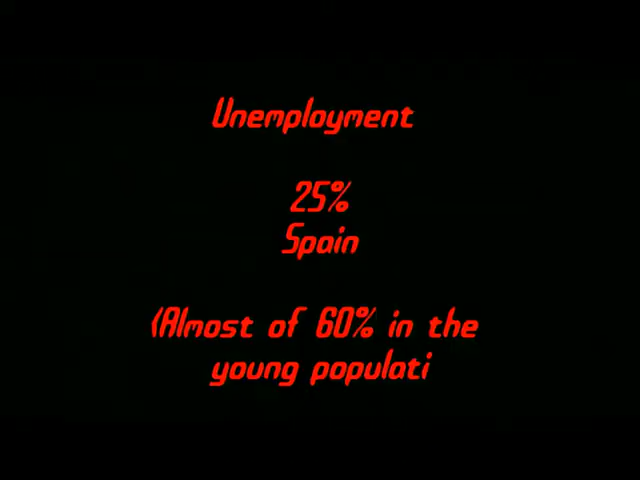 Unemployment
25%
Spain
(Almost of 60% in the
young populati